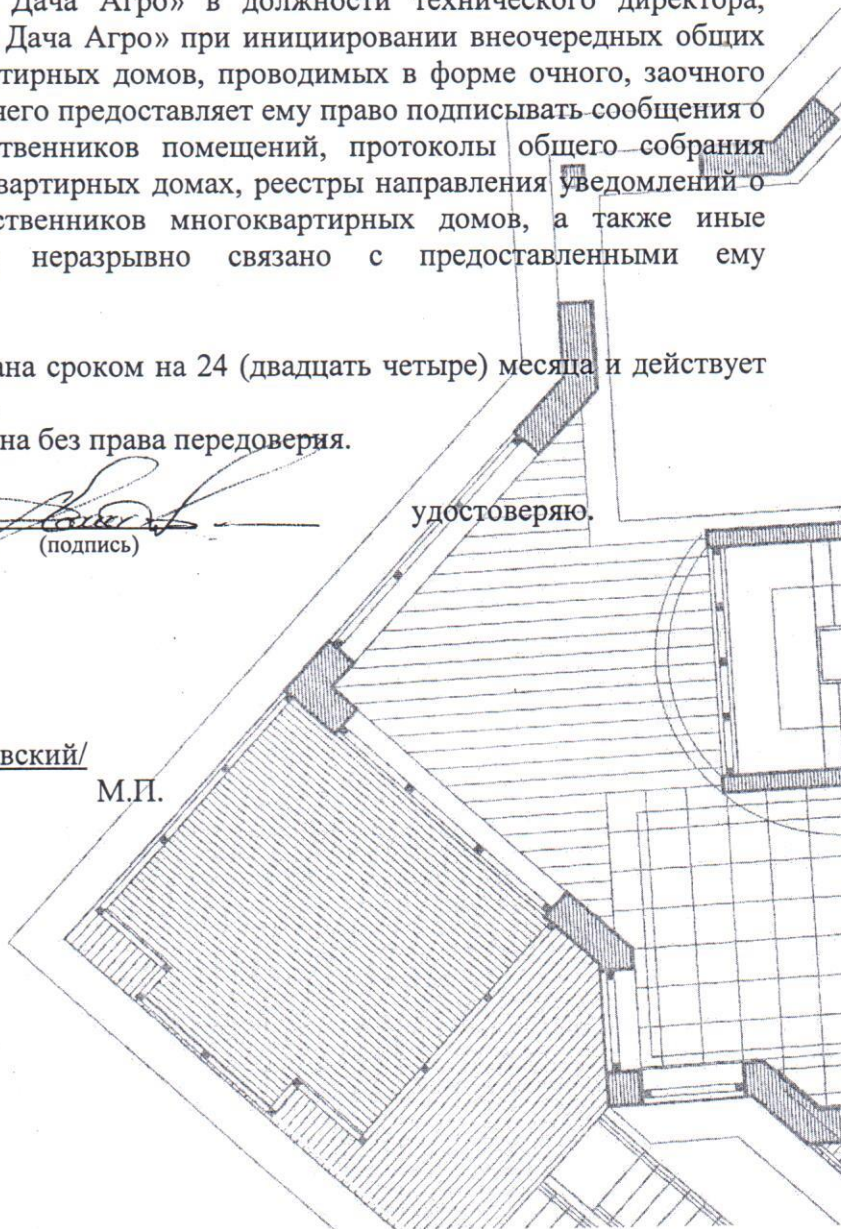 Дача Агро» в должности технического директора,
Дача Агро» при инициировании внеочередных общих
тирных домов, проводимых в форме очного, заочного
чего предоставляет ему право подписывать сообщения о
ственников помещений, протоколы общего собрания
вартирных домах, реестры направления уведомлений о
ственников многоквартирных домов, а также иные
неразрывно связано с предоставленными ему
ана сроком на 24 (двадцать четыре) месяца и действует
на без права передоверия.
удостоверяю.
(подпись)
вский/
М.П.